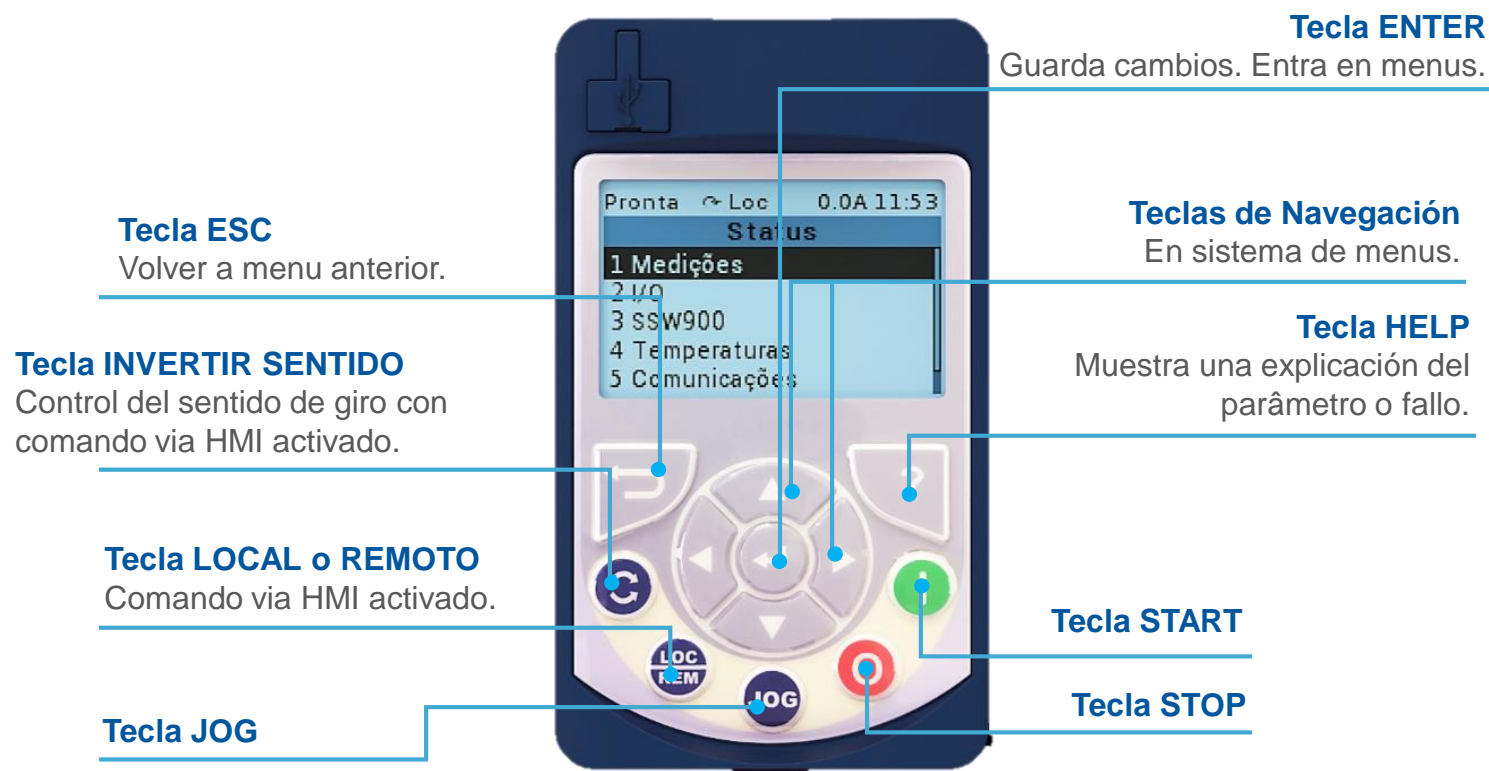 Tecla ENTER
Guarda cambios. Entra en menus.
Pronta Loc 0.0A 11:53
Status
1 Medições
2 I/O
3 SSW900
4 Temperaturas
5 Comunicações
Tecla ESC
Volver a menu anterior.
Teclas de Navegación
En sistema de menus.
Tecla HELP
Muestra una explicación del
parâmetro o fallo.
Tecla INVERTIR SENTIDO
Control del sentido de giro con
comando via HMI activado.
?
Tecla LOCAL o REMOTO
Comando via HMI activado.
I
LOC
REM
O
JOG
Tecla START
Tecla STOP
Tecla JOG